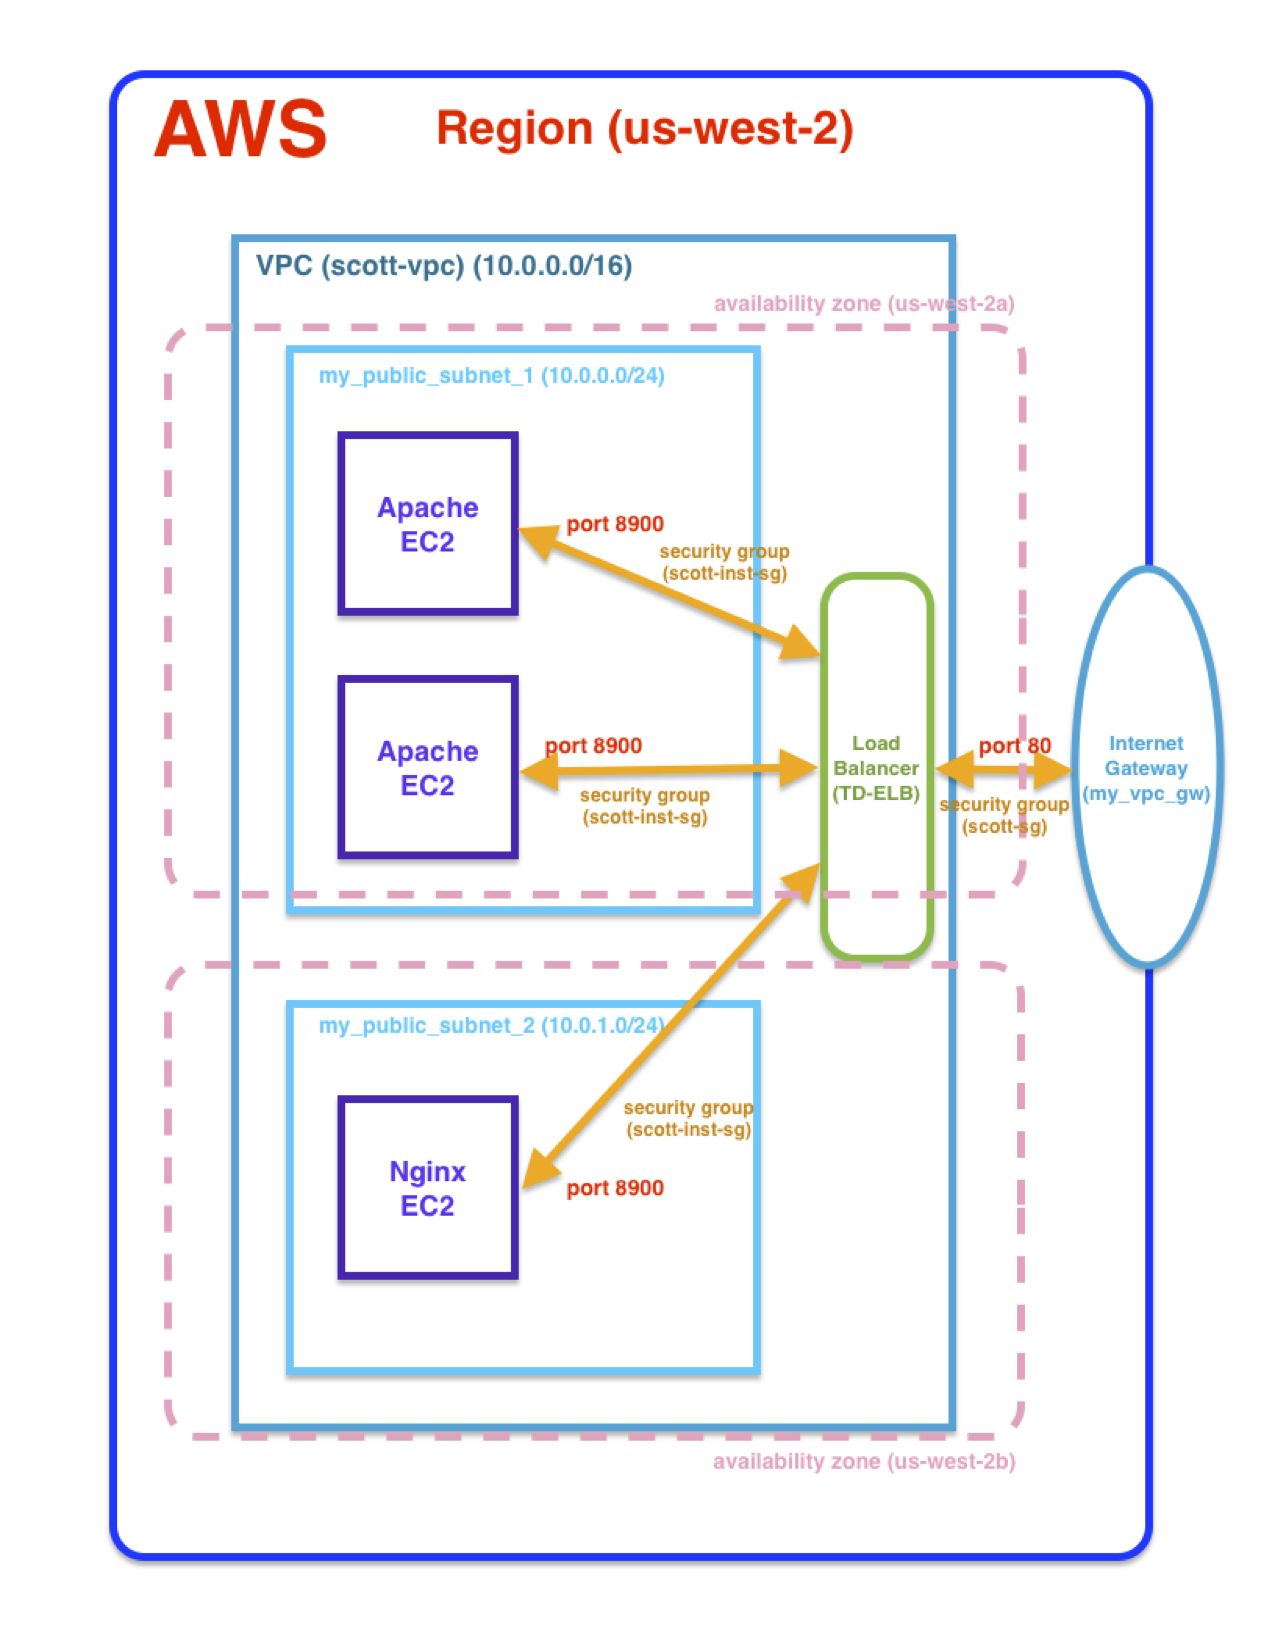 AWS
Region (us-west-2)
VPC (scott-vpc) (10.0.0.0/16)
availability zone (us-west-2a)
my_public_subnet_1 (10.0.0.0/24)
Apache
EC2
port 8900
security group
(scott-inst-sg)
Apache
EC2
port 8900
security group
(scott-inst-sg)
Load
Balancer
(TD-ELB)
port 80
security group
(scott-sg)
Internet
Gateway
(my_vpc_gw)
my_public_subnet_2 (10.0.1.0/24)
security group
(scott-inst-sg)
Nginx
EC2
port 8900
availability zone (us-west-2b)